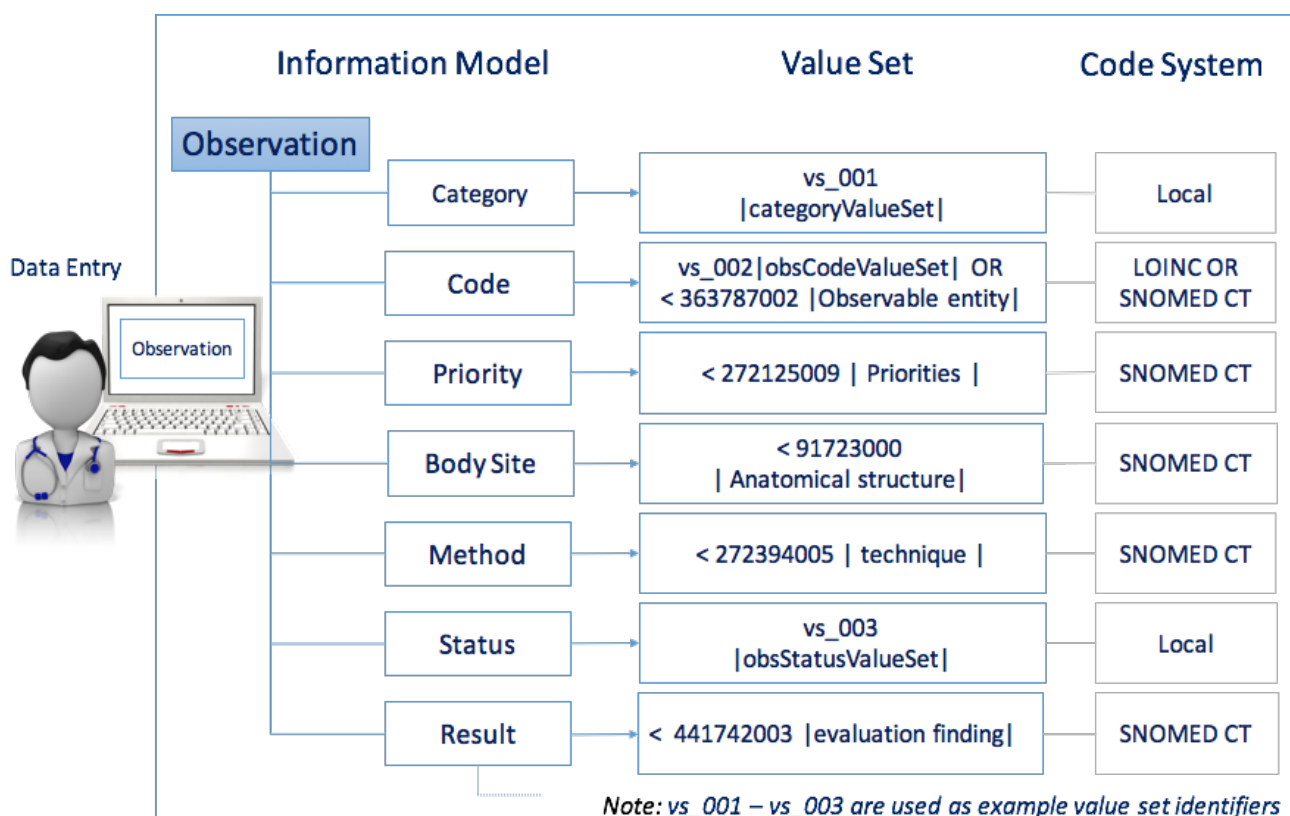 Information Model
Value Set
Code System
Observation
Category
vs_001
|categoryValueSet|
Local
Data Entry
Observation
Code
vs_002|obsCodeValueSet| OR
< 363787002 |Observable entity|
LOINC OR
SNOMED CT
Priority
< 272125009 | Priorities |
SNOMED CT
Body Site
< 91723000
| Anatomical structure|
SNOMED CT
Method
< 272394005 | technique |
SNOMED CT
Status
vs_003
|obsStatusValueSet|
Local
Result
< 441742003 |evaluation finding|
SNOMED CT
Note: vs_001 – vs_003 are used as example value set identifiers